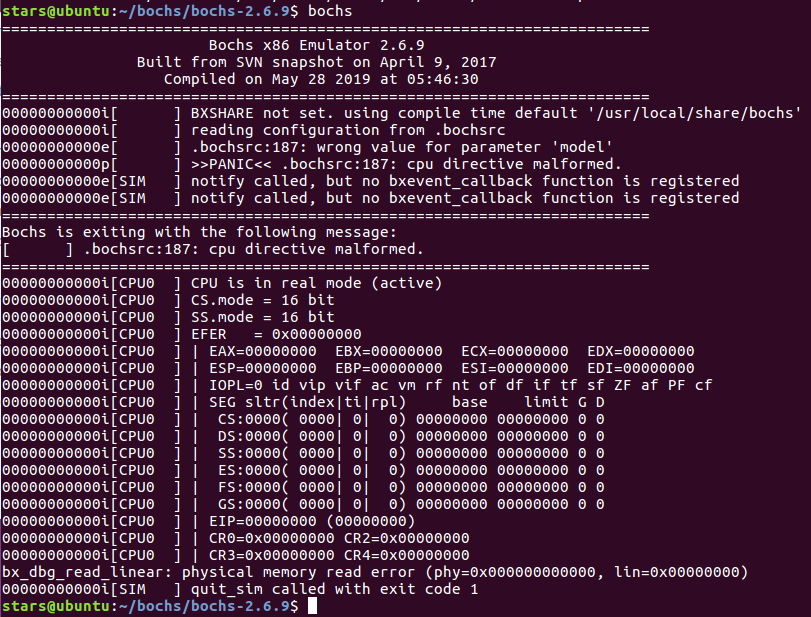 stars@ubuntu:~/bochs/bochs-2.6.9$ bochs
========================================================================
                       Bochs x86 Emulator 2.6.9
               Built from SVN snapshot on April 9, 2017
                  Compiled on May 28 2019 at 05:46:30
========================================================================
00000000000i[      ] BXSHARE not set. using compile time default '/usr/local/share/bochs'
00000000000i[      ] reading configuration from .bochsrc
00000000000e[      ] .bochsrc:187: wrong value for parameter 'model'
00000000000p[      ] >>PANIC<< .bochsrc:187: cpu directive malformed.
00000000000e[SIM   ] notify called, but no bxevent_callback function is registered
00000000000e[SIM   ] notify called, but no bxevent_callback function is registered
========================================================================
Bochs is exiting with the following message:
[      ] .bochsrc:187: cpu directive malformed.
========================================================================
00000000000i[CPU0  ] CPU is in real mode (active)
00000000000i[CPU0  ] CS.mode = 16 bit
00000000000i[CPU0  ] SS.mode = 16 bit
00000000000i[CPU0  ] EFER   = 0x00000000
00000000000i[CPU0  ] | EAX=00000000  EBX=00000000  ECX=00000000  EDX=00000000
00000000000i[CPU0  ] | ESP=00000000  EBP=00000000  ESI=00000000  EDI=00000000
00000000000i[CPU0  ] | IOPL=0 id vip vif ac vm rf nt of df if tf sf ZF af PF cf
00000000000i[CPU0  ] | SEG sltr(index|ti|rpl)     base    limit G D
00000000000i[CPU0  ] |  CS:0000( 0000| 0|  0) 00000000 00000000 0 0
00000000000i[CPU0  ] |  DS:0000( 0000| 0|  0) 00000000 00000000 0 0
00000000000i[CPU0  ] |  SS:0000( 0000| 0|  0) 00000000 00000000 0 0
00000000000i[CPU0  ] |  ES:0000( 0000| 0|  0) 00000000 00000000 0 0
00000000000i[CPU0  ] |  FS:0000( 0000| 0|  0) 00000000 00000000 0 0
00000000000i[CPU0  ] |  GS:0000( 0000| 0|  0) 00000000 00000000 0 0
00000000000i[CPU0  ] | EIP=00000000 (00000000)
00000000000i[CPU0  ] | CR0=0x00000000 CR2=0x00000000
00000000000i[CPU0  ] | CR3=0x00000000 CR4=0x00000000
bx_dbg_read_linear: physical memory read error (phy=0x000000000000, lin=0x00000000)
00000000000i[SIM   ] quit_sim called with exit code 1
stars@ubuntu:~/bochs/bochs-2.6.9$